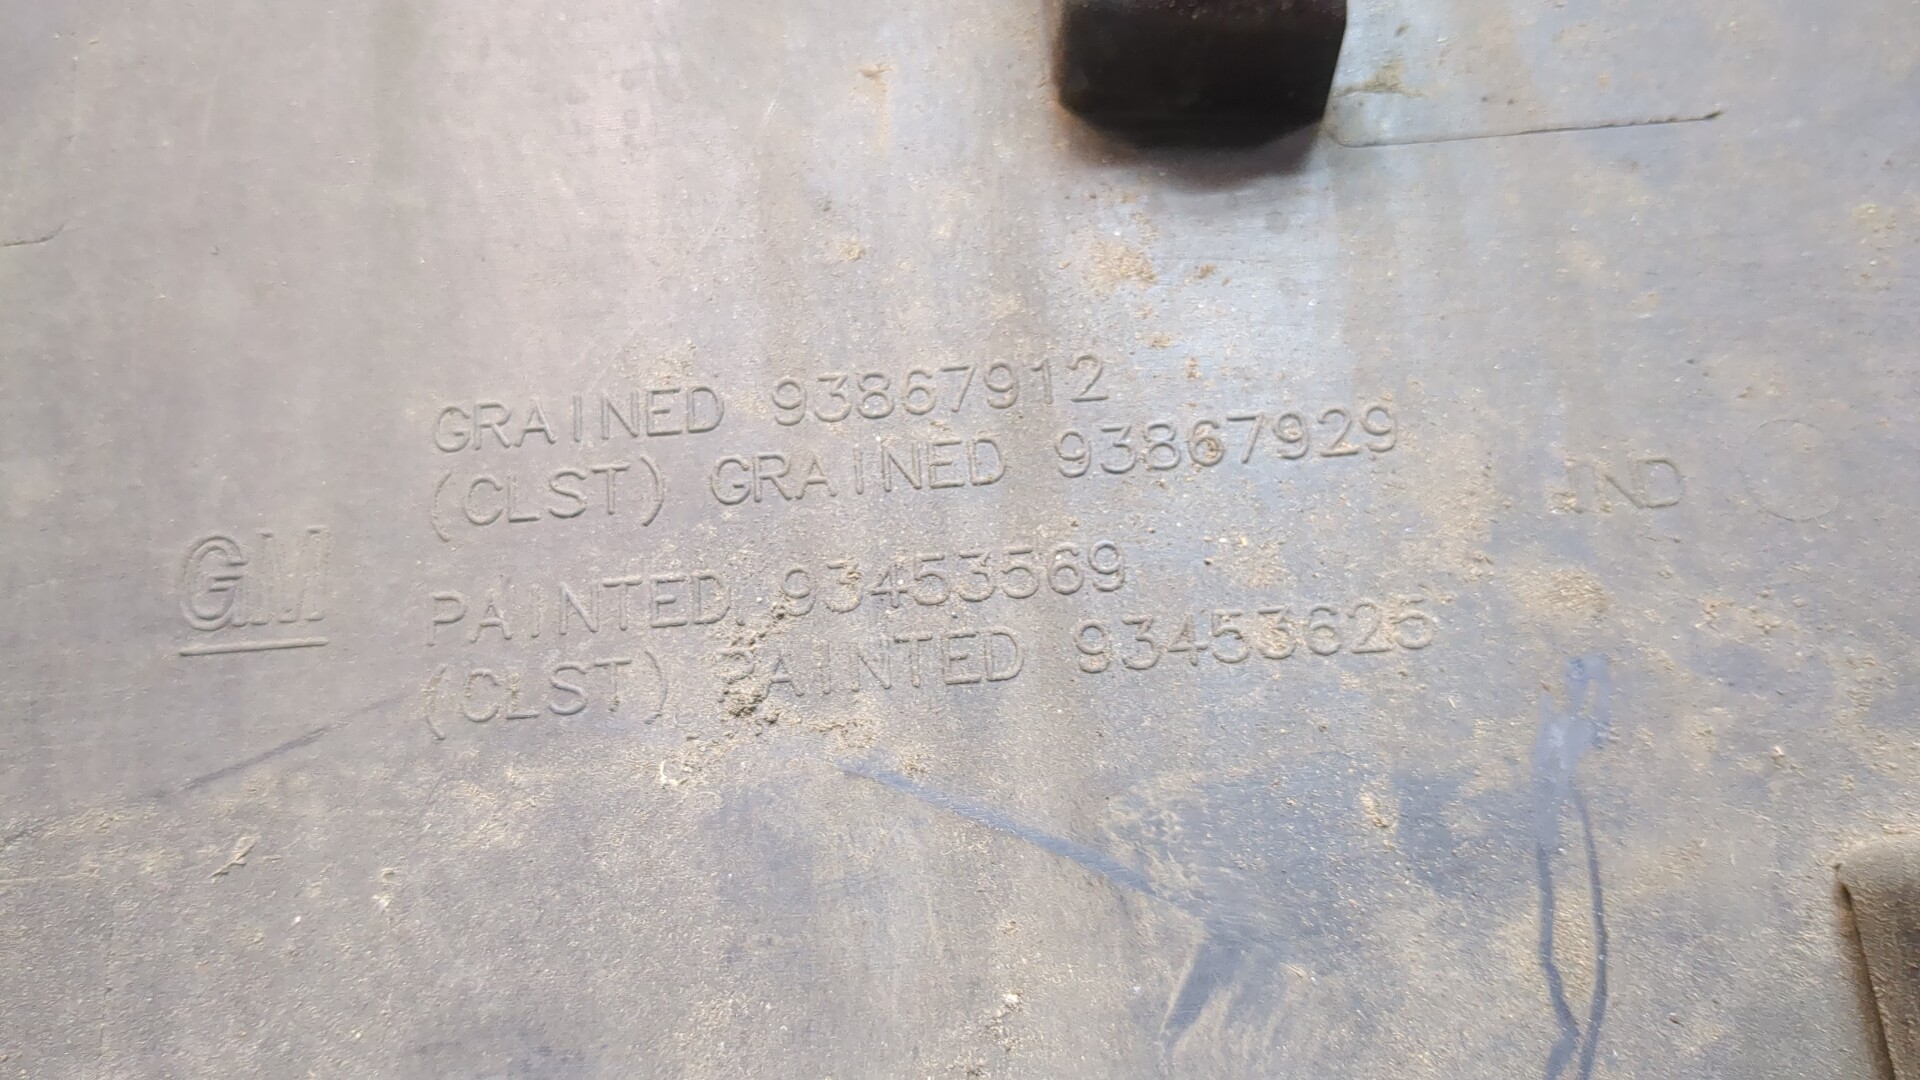 GRAINED 93867912
(CLST) GRAINED 93867929
GM
PAINTED 93453569
(CLST) PAINTED 93453625